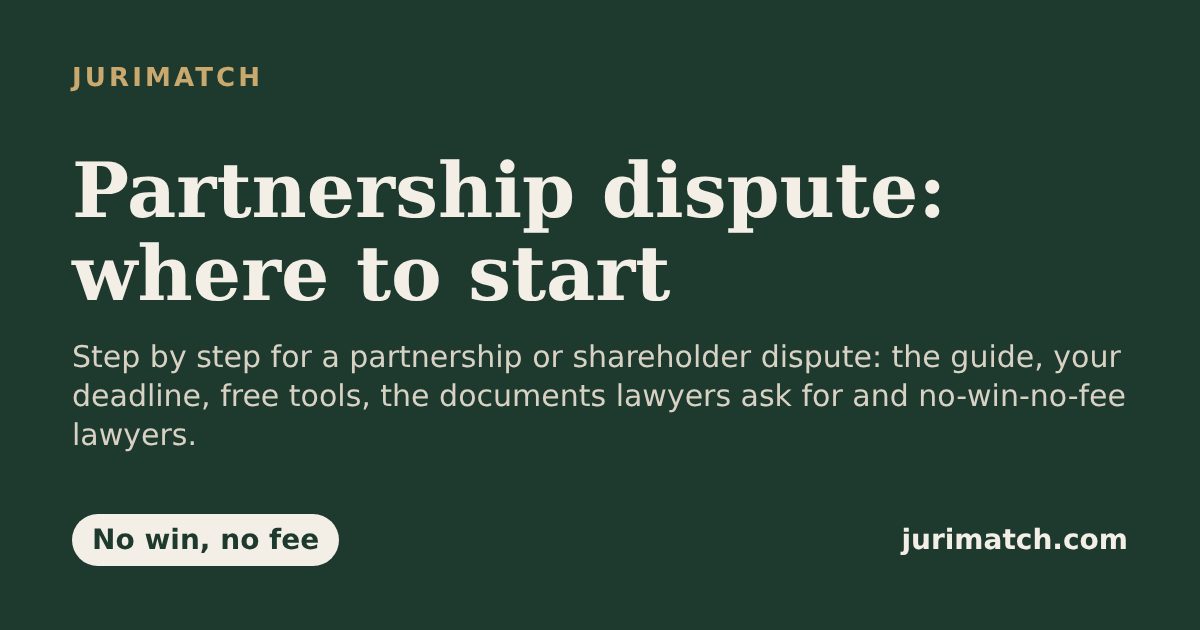 JURIMATCH
Partnership dispute:
where to start
Step by step for a partnership or shareholder dispute: the guide, your
deadline, free tools, the documents lawyers ask for and no-win-no-fee
lawyers.
No win, no fee
jurimatch.com